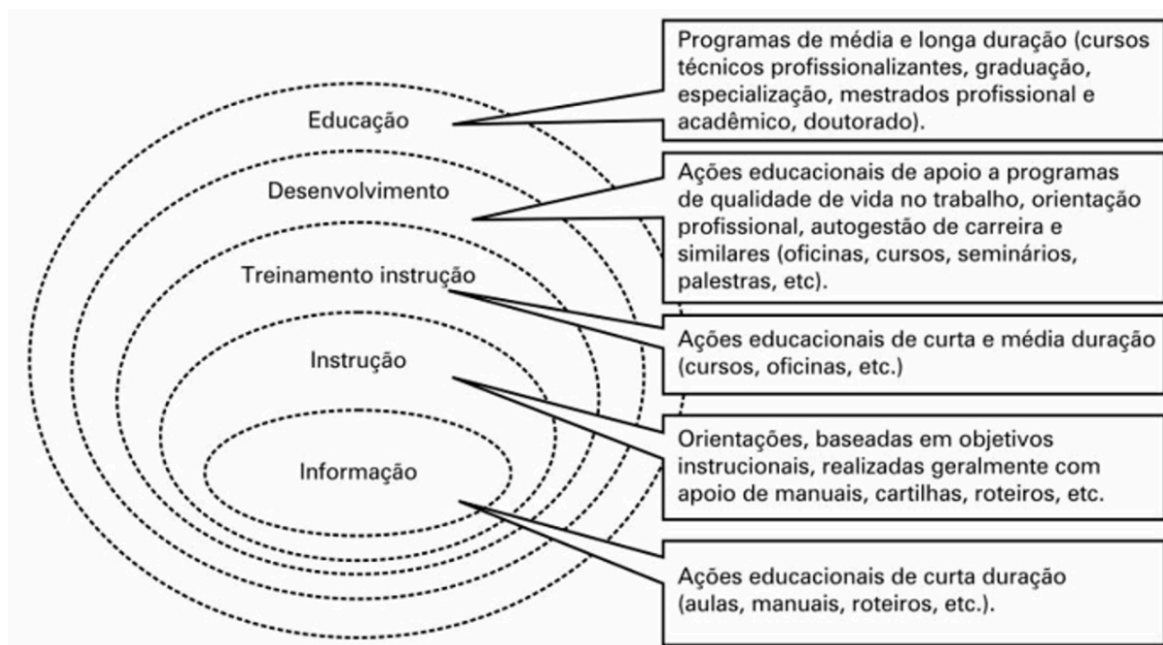 Programas de média e longa duração (cursos
técnicos profissionalizantes, graduação,
especialização, mestrados profissional e
acadêmico, doutorado).
Educação
Ações educacionais de apoio a programas
de qualidade de vida no trabalho, orientação
profissional, autogestão de carreira e
similares (oficinas, cursos, seminários,
palestras, etc).
Desenvolvimento
Treinamento instrução
Ações educacionais de curta e média duração
(cursos, oficinas, etc.)
Instrução
Orientações, baseadas em objetivos
instrucionais, realizadas geralmente com
apoio de manuais, cartilhas, roteiros, etc.
Informação
Ações educacionais de curta duração
(aulas, manuais, roteiros, etc.).